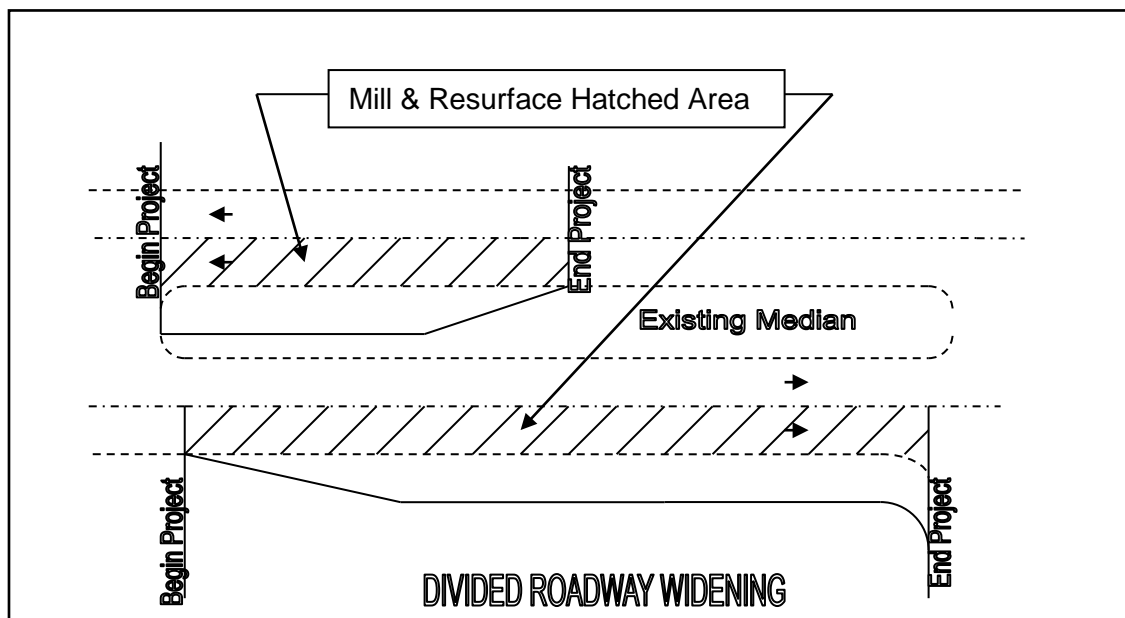 Mill & Resurface Hatched Area
Begin Project
End Project
Existing Median
Begin Project
End Project
DIVIDED ROADWAY WIDENING